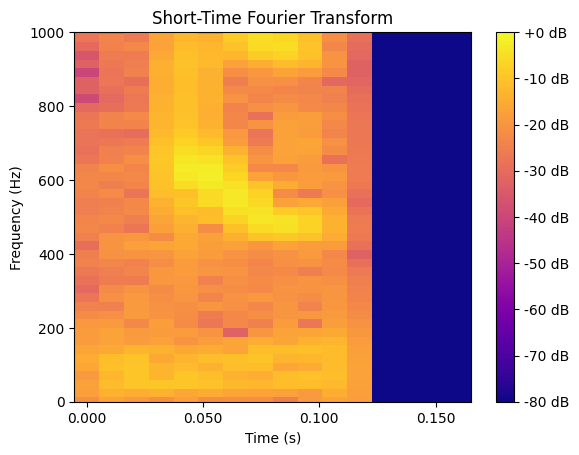 Short-Time Fourier Transform
1000
800
600
400
200
0
Frequency (Hz)
0.000
0.050
0.100
0.150
Time (s)
+0 dB
-10 dB
-20 dB
-30 dB
-40 dB
-50 dB
-60 dB
-70 dB
-80 dB